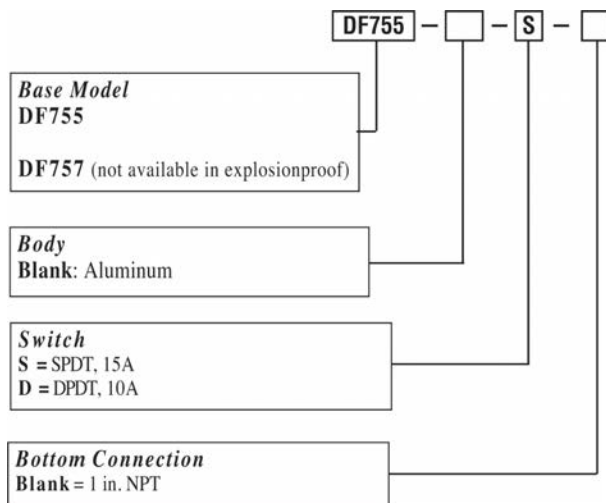 DF755 – – S –
Base Model
DF755
DF757 (not available in explosionproof)
Body
Blank: Aluminum
Switch
S = SPDT, 15A
D = DPDT, 10A
Bottom Connection
Blank = 1 in. NPT